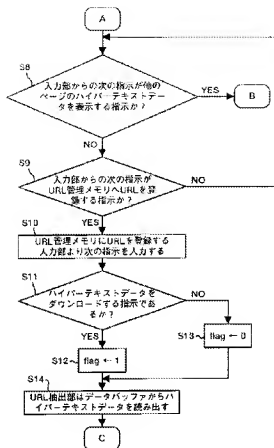 A
S8
入力部からの次の指示が他の
ページのハイパーテキストデー
タを表示する指示か？
YES
B
NO
S9
入力部からの次の指示が
URL管理メモリへURLを登
録する指示か？
NO
YES
S10
URL管理メモリにURLを登録する
入力部より次の指示を入力する
S11
ハイパーテキストデータを
ダウンロードする指示であ
るか？
NO
YES
S13
flag ← 0
S12
flag ← 1
S14
URL抽出部はデータバッファからハ
イパーテキストデータを読み出す
C